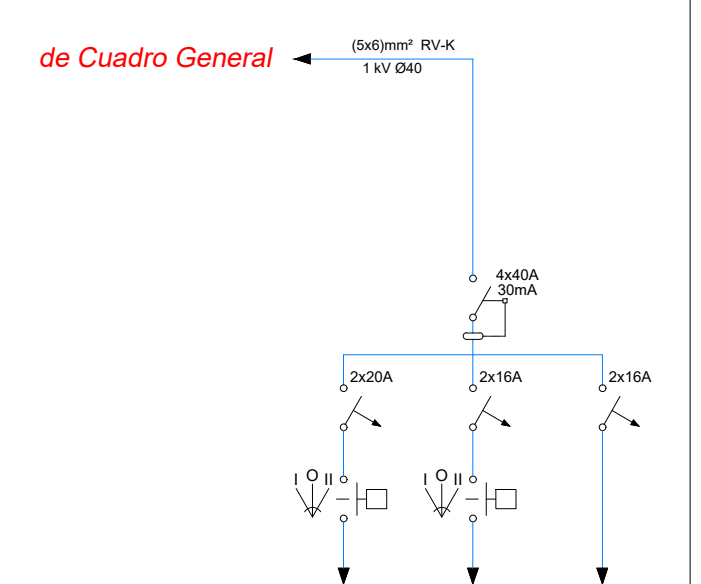 (5x6)mm² RV-K
de Cuadro General
1 kV Ø40
4x40A
30mA
2x20A
2x16A
2x16A
I O II
I O II